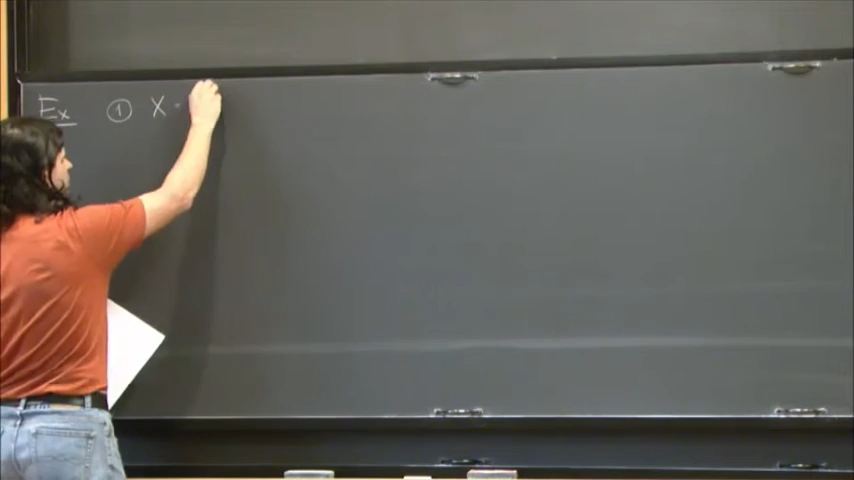 Ex ① X =